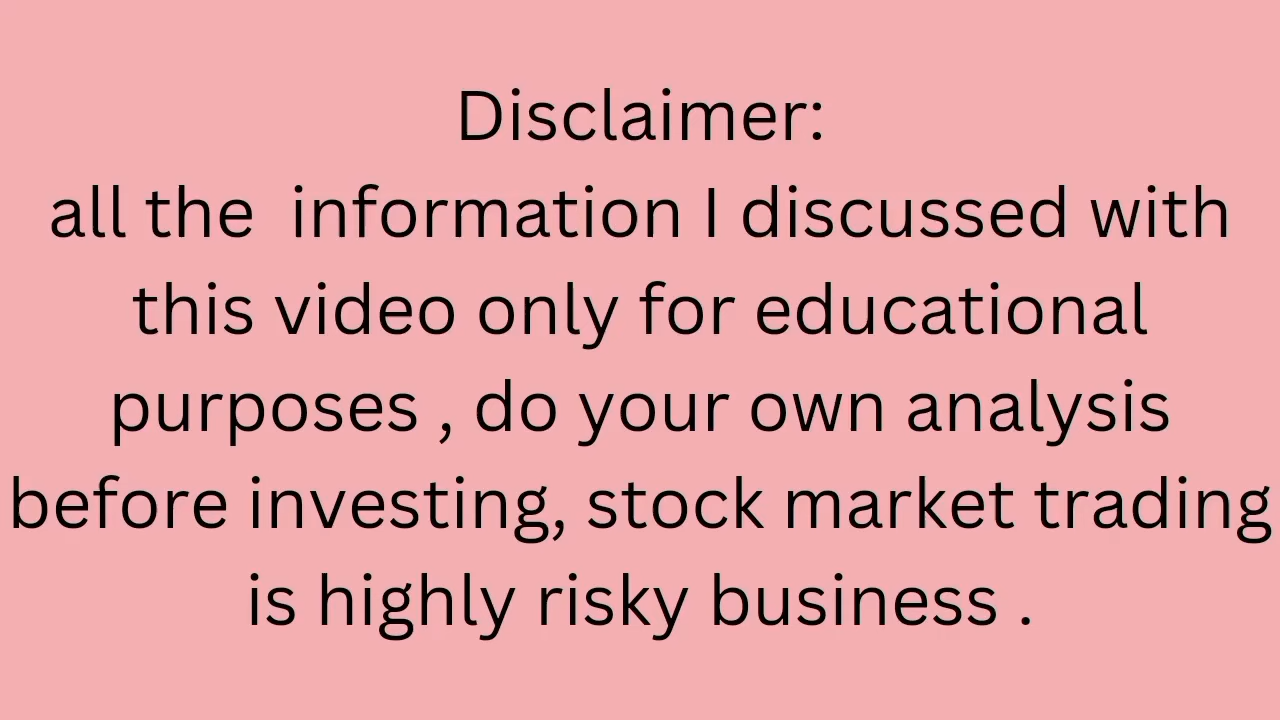 Disclaimer:
all the  information I discussed with
this video only for educational
purposes , do your own analysis
before investing, stock market trading
is highly risky business .